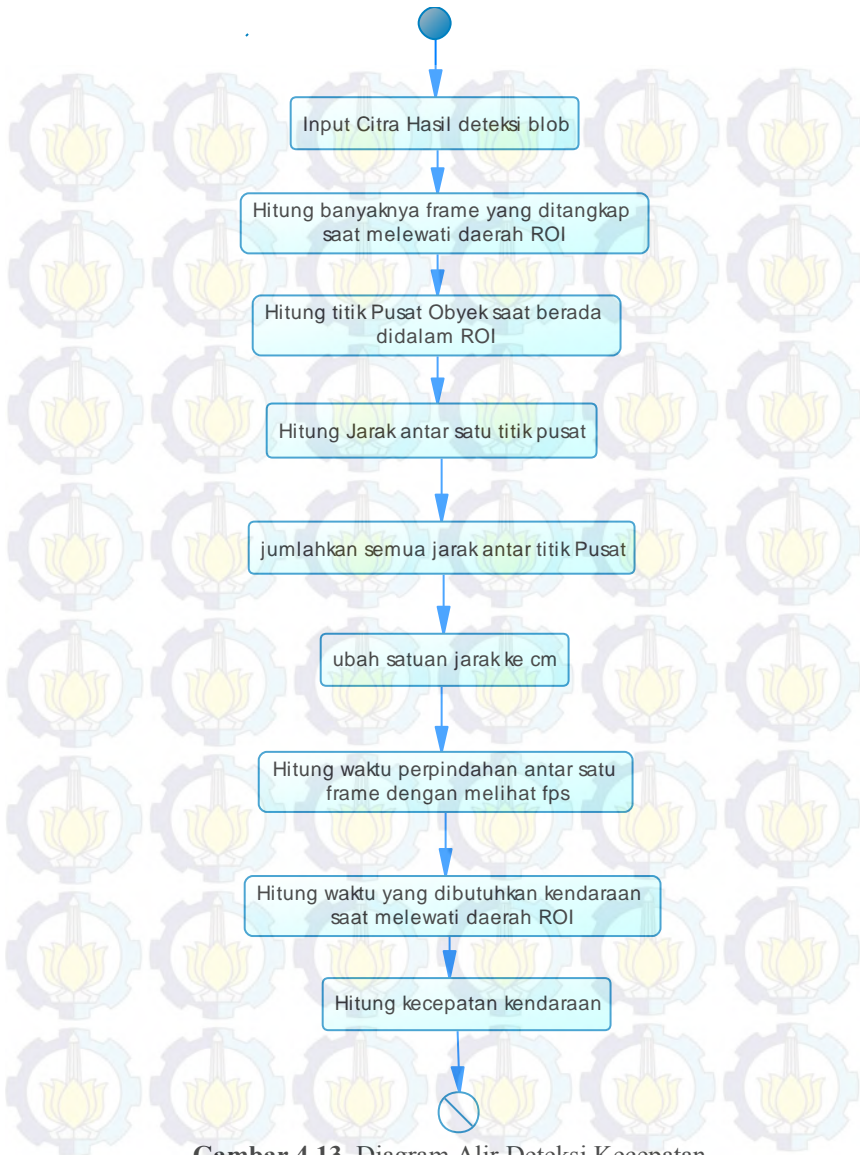 Input Citra Hasil deteksi blob
Hitung banyaknya frame yang ditangkap
saat melewati daerah ROI
Hitung titik Pusat Obyek saat berada
didalam ROI
Hitung Jarak antar satu titik pusat
jumlahkan semua jarak antar titik Pusat
ubah satuan jarak ke cm
Hitung waktu perpindahan antar satu
frame dengan melihat fps
Hitung waktu yang dibutuhkan kendaraan
saat melewati daerah ROI
Hitung kecepatan kendaraan
Gambar 4.13. Diagram Alir Deteksi Kecepatan